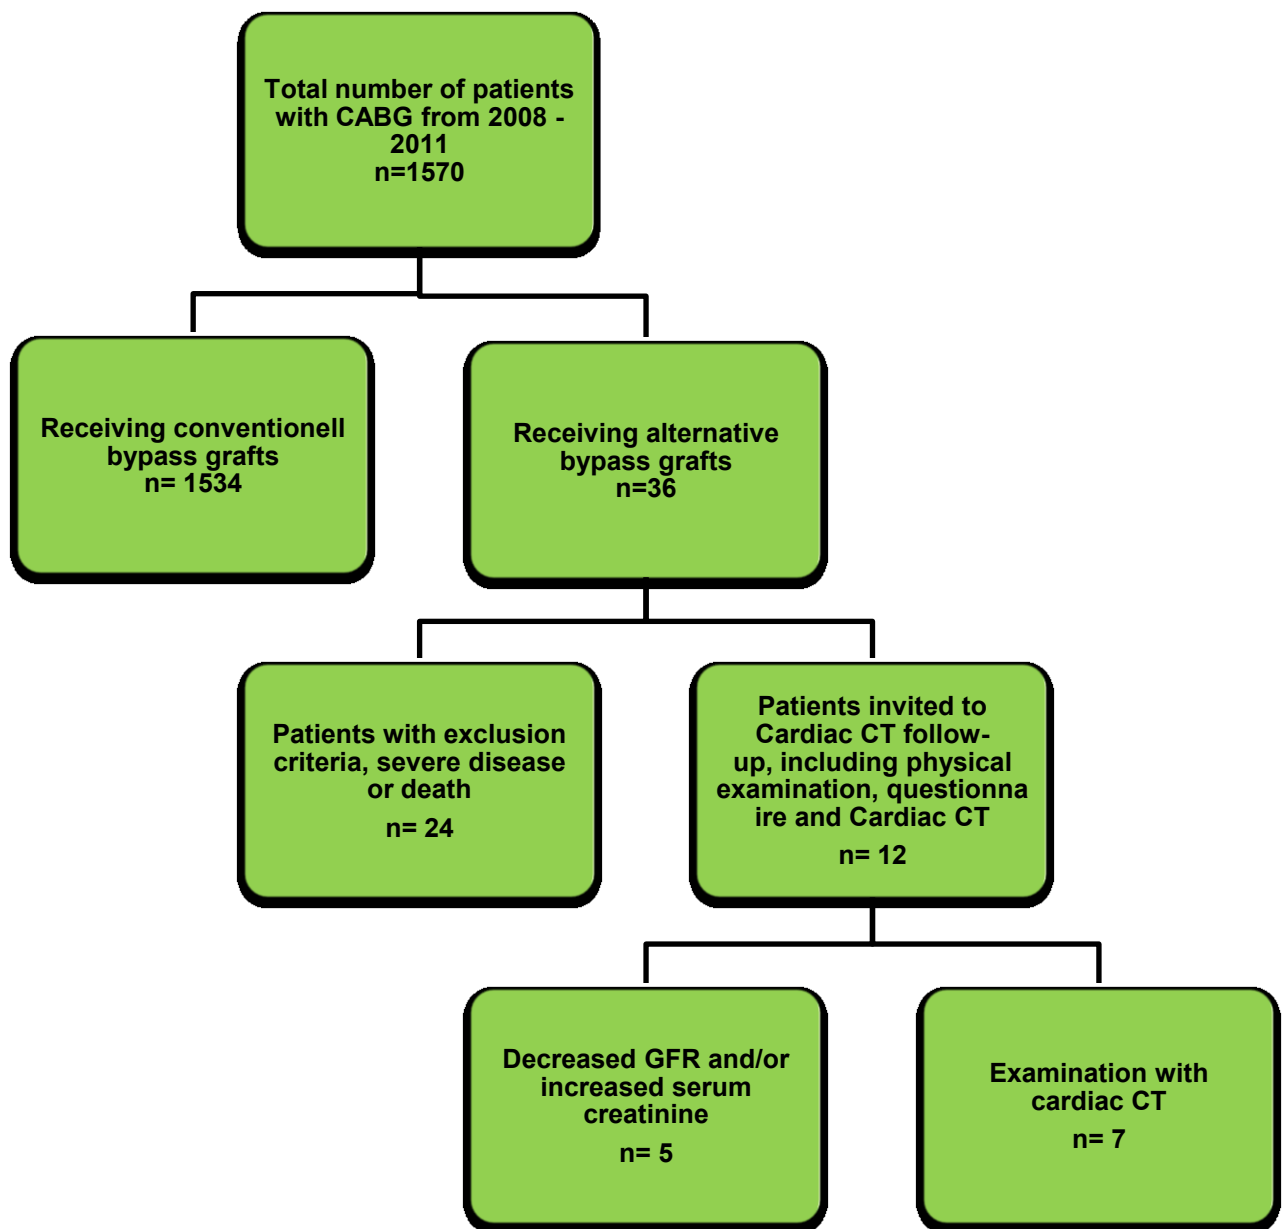 Total number of patients
with CABG from 2008 -
2011
n=1570
Receiving conventionell
bypass grafts
n= 1534
Receiving alternative
bypass grafts
n=36
Patients with exclusion
criteria, severe disease
or death
n= 24
Patients invited to
Cardiac CT follow-
up, including physical
examination, questionna
ire and Cardiac CT
n= 12
Decreased GFR and/or
increased serum
creatinine
n= 5
Examination with
cardiac CT
n= 7